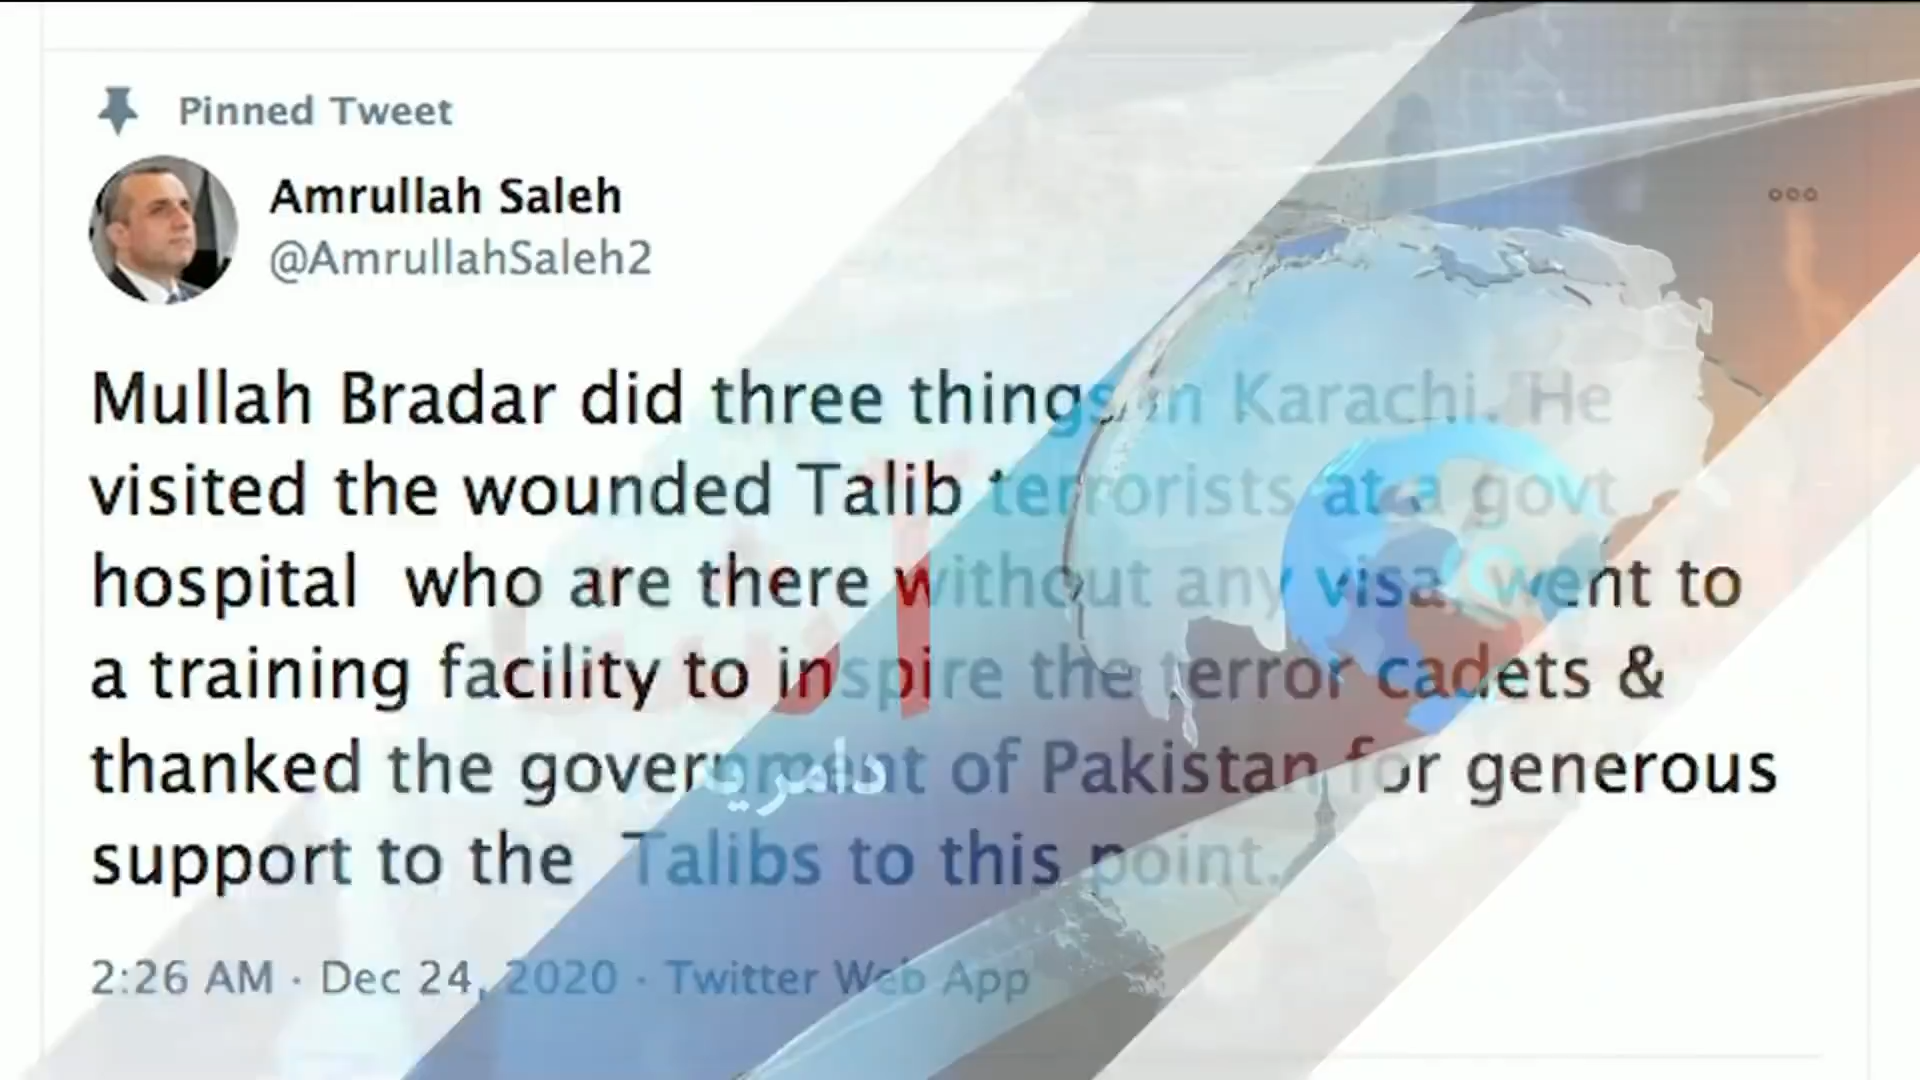 Pinned Tweet
Amrullah Saleh
@AmrullahSaleh2
Mullah Bradar did three things in Karachi. He
visited the wounded Talib terrorists at a govt
hospital who are there without any visa, went to
a training facility to inspire the terror cadets &
thanked the government of Pakistan for generous
support to the Talibs to this point.
2:26 AM · Dec 24, 2020 · Twitter Web App